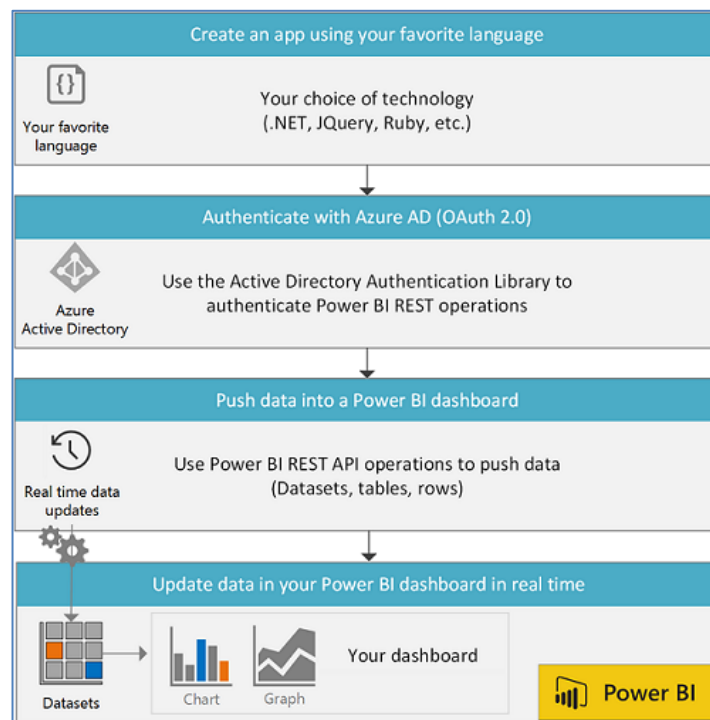 Create an app using your favorite language
{}
Your favorite
language
Your choice of technology
(.NET, JQuery, Ruby, etc.)
Authenticate with Azure AD (OAuth 2.0)
Azure
Active Directory
Use the Active Directory Authentication Library to
authenticate Power BI REST operations
Push data into a Power BI dashboard
Real time data
updates
Use Power BI REST API operations to push data
(Datasets, tables, rows)
Update data in your Power BI dashboard in real time
Datasets
Chart
Graph
Your dashboard
Power BI